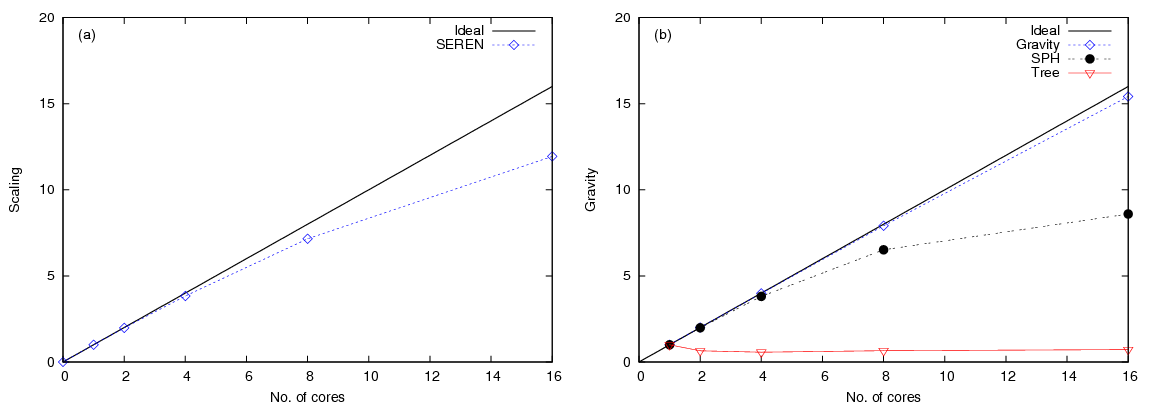 (a)
Ideal
SEREN
20
15
10
5
0
Scaling
0 2 4 6 8 10 12 14 16
No. of cores
(b)
Ideal
Gravity
SPH
Tree
20
15
10
5
0
Gravity
0 2 4 6 8 10 12 14 16
No. of cores